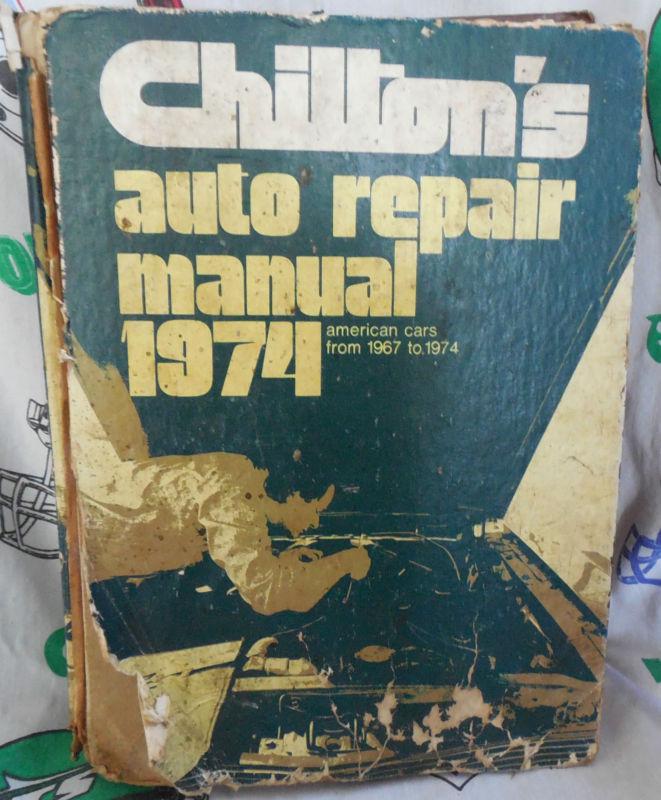 Chilton's
auto repair
manual
1974
american cars
from 1967 to 1974